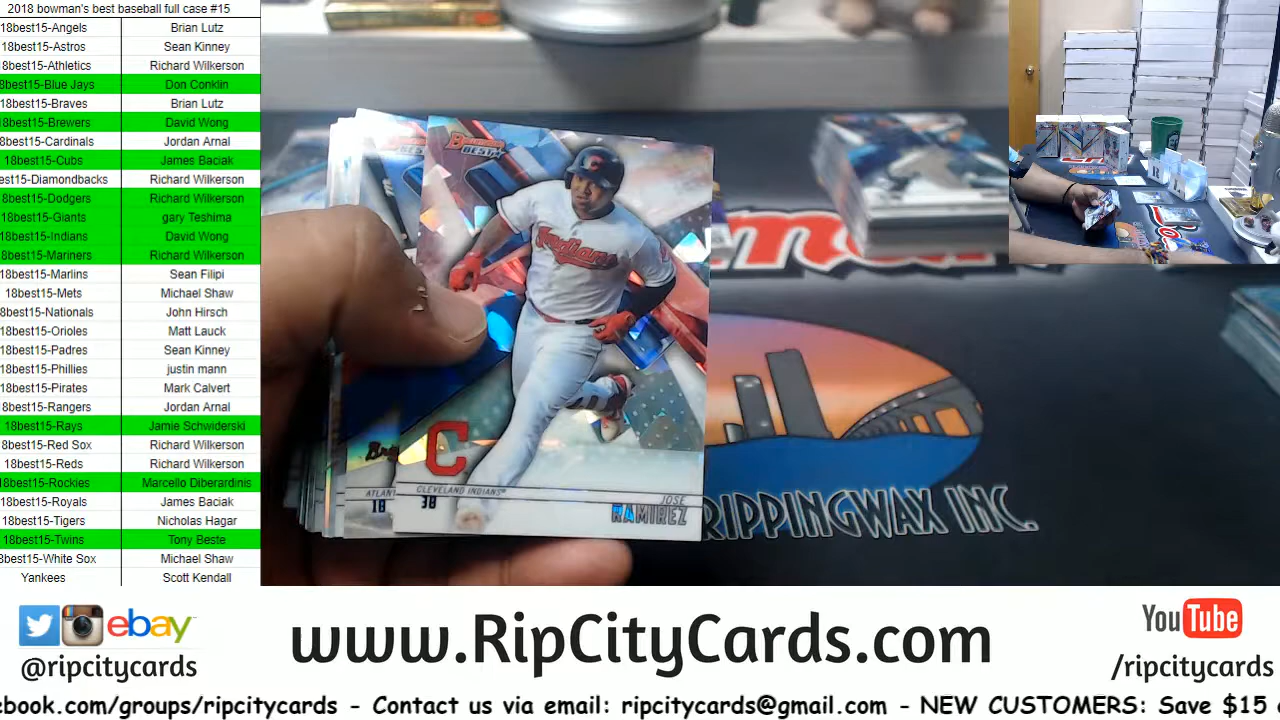 2018 bowman's best baseball full case #15
18best15-Angels Brian Lutz
18best15-Astros Sean Kinney
18best15-Athletics Richard Wilkerson
8best15-Blue Jays Don Conklin
18best15-Braves Brian Lutz
18best15-Brewers David Wong
8best15-Cardinals Jordan Arnal
18best15-Cubs James Baciak
est15-Diamondbacks Richard Wilkerson
18best15-Dodgers Richard Wilkerson
18best15-Giants gary Teshima
18best15-Indians David Wong
8best15-Mariners Richard Wilkerson
18best15-Marlins Sean Filipi
18best15-Mets Michael Shaw
8best15-Nationals John Hirsch
18best15-Orioles Matt Lauck
18best15-Padres Sean Kinney
18best15-Phillies justin mann
18best15-Pirates Mark Calvert
8best15-Rangers Jordan Arnal
18best15-Rays Jamie Schwiderski
8best15-Red Sox Richard Wilkerson
18best15-Reds Richard Wilkerson
8best15-Rockies Marcello Diberardinis
18best15-Royals James Baciak
18best15-Tigers Nicholas Hagar
18best15-Twins Tony Beste
8best15-White Sox Michael Shaw
Yankees Scott Kendall
Bowman's
BEST
Indians
C
CLEVELAND INDIANS
38
JOSE
RAMIREZ
ATLAN
18
RIPPINGWAX INC.
ebay
@ripcitycards
www.RipCityCards.com
YouTube
/ripcitycards
ebook.com/groups/ripcitycards - Contact us via email: ripcitycards@gmail.com - NEW CUSTOMERS: Save $15